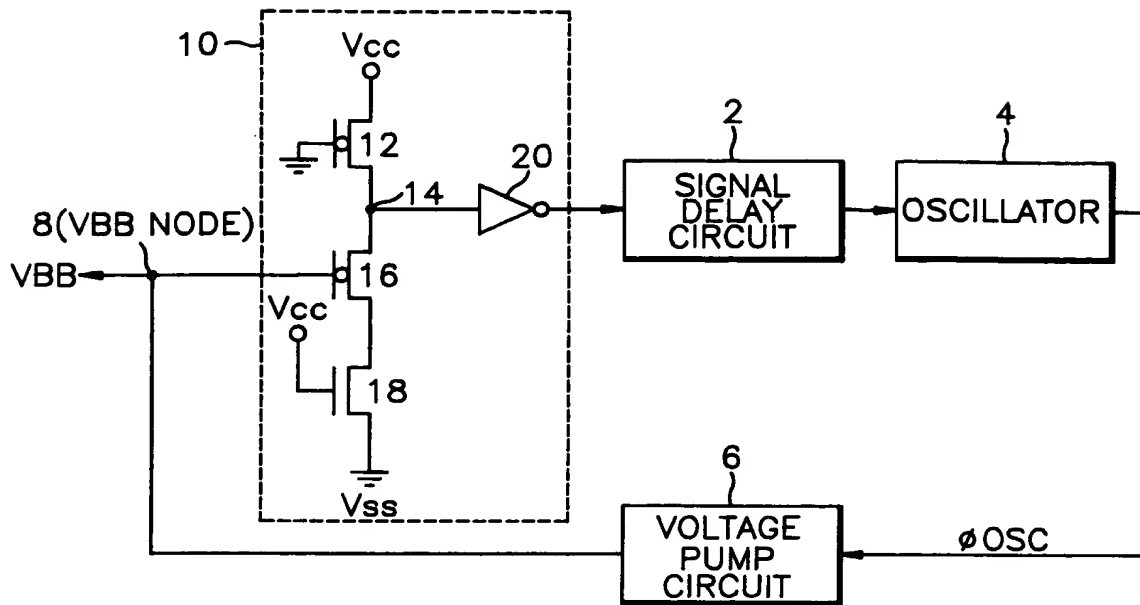 10
Vcc
12
20
14
2
SIGNAL
DELAY
CIRCUIT
4
OSCILLATOR
8(VBB NODE)
VBB
16
Vcc
18
Vss
6
VOLTAGE
PUMP
CIRCUIT
øOSC